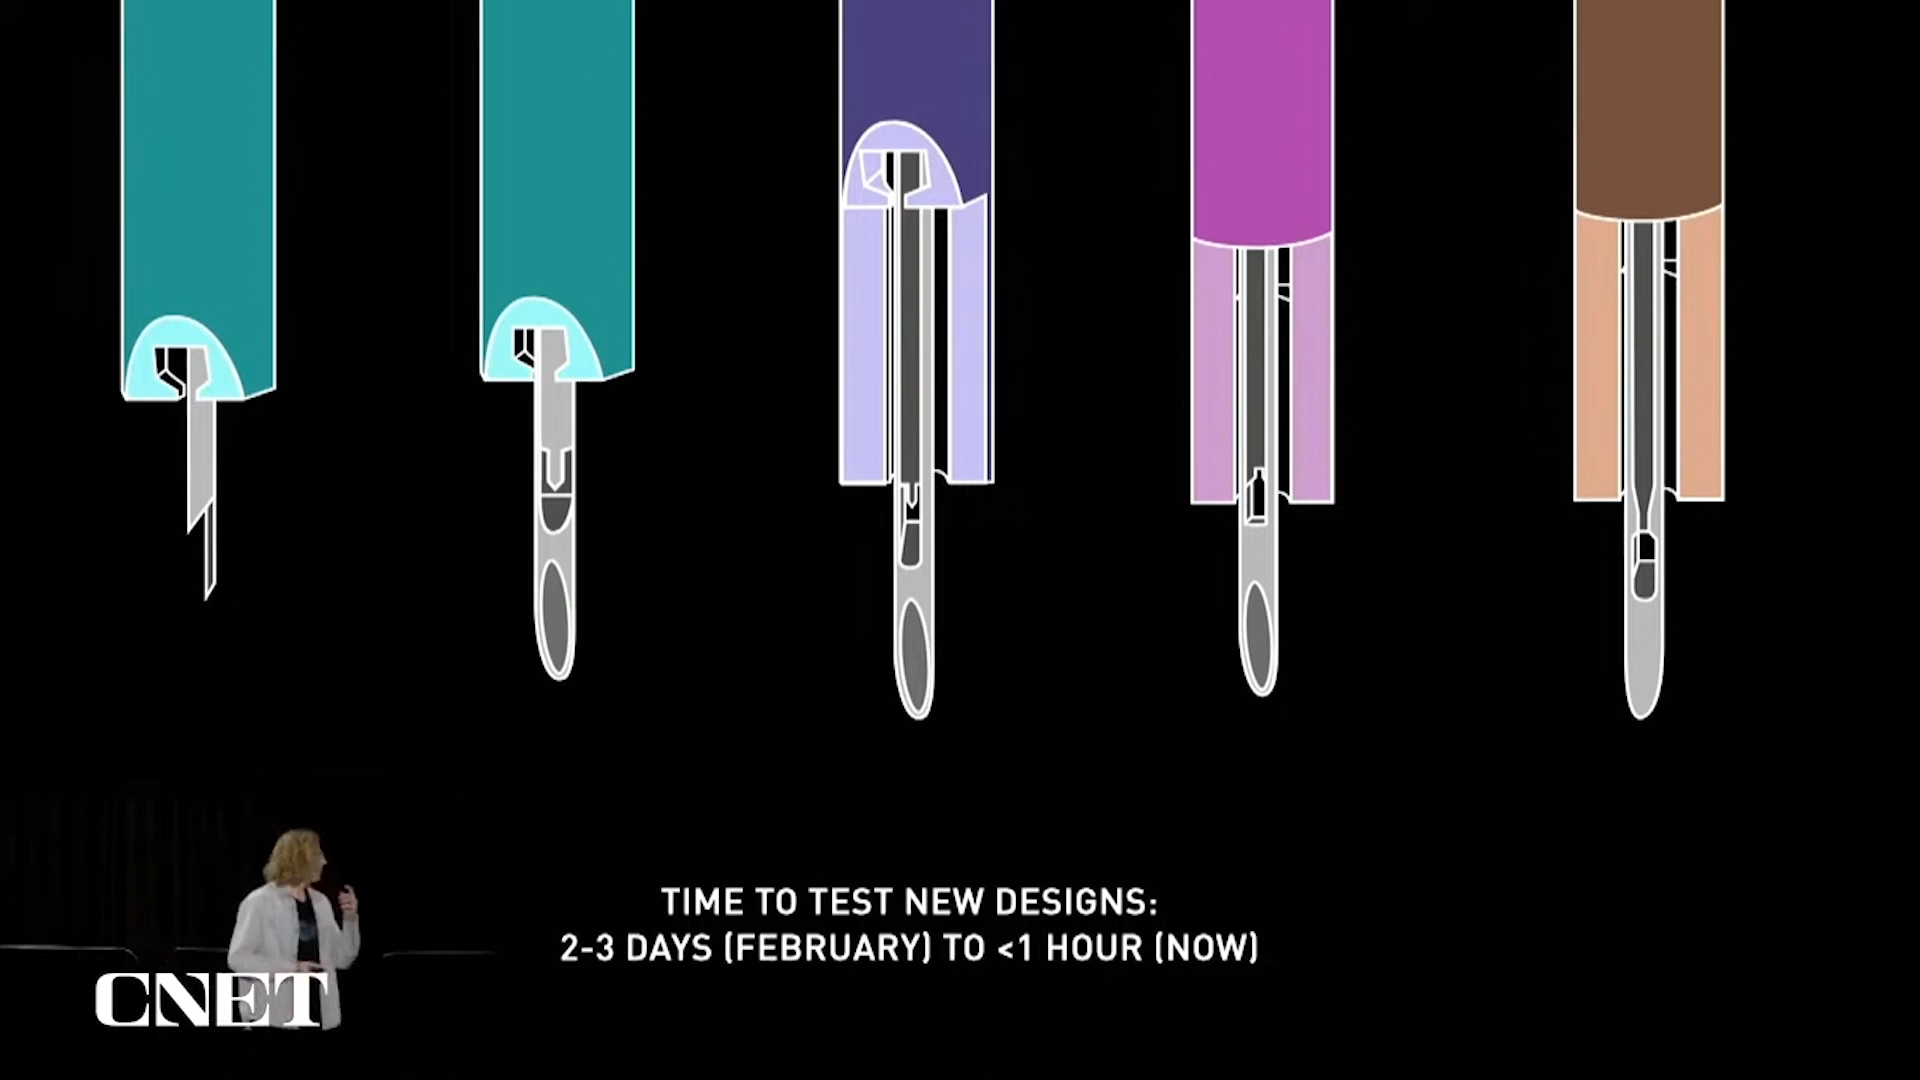 TIME TO TEST NEW DESIGNS:
2-3 DAYS (FEBRUARY) TO <1 HOUR (NOW)
CNET